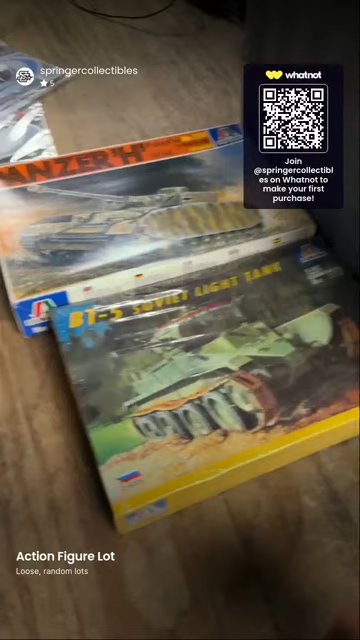 springercollectibles
★ 5
whatnot
Join
@springercollectibl
es on Whatnot to
make your first
purchase!
PANZER 'H'
BT-5 SOVIET LIGHT TANK
Action Figure Lot
Loose, random lots